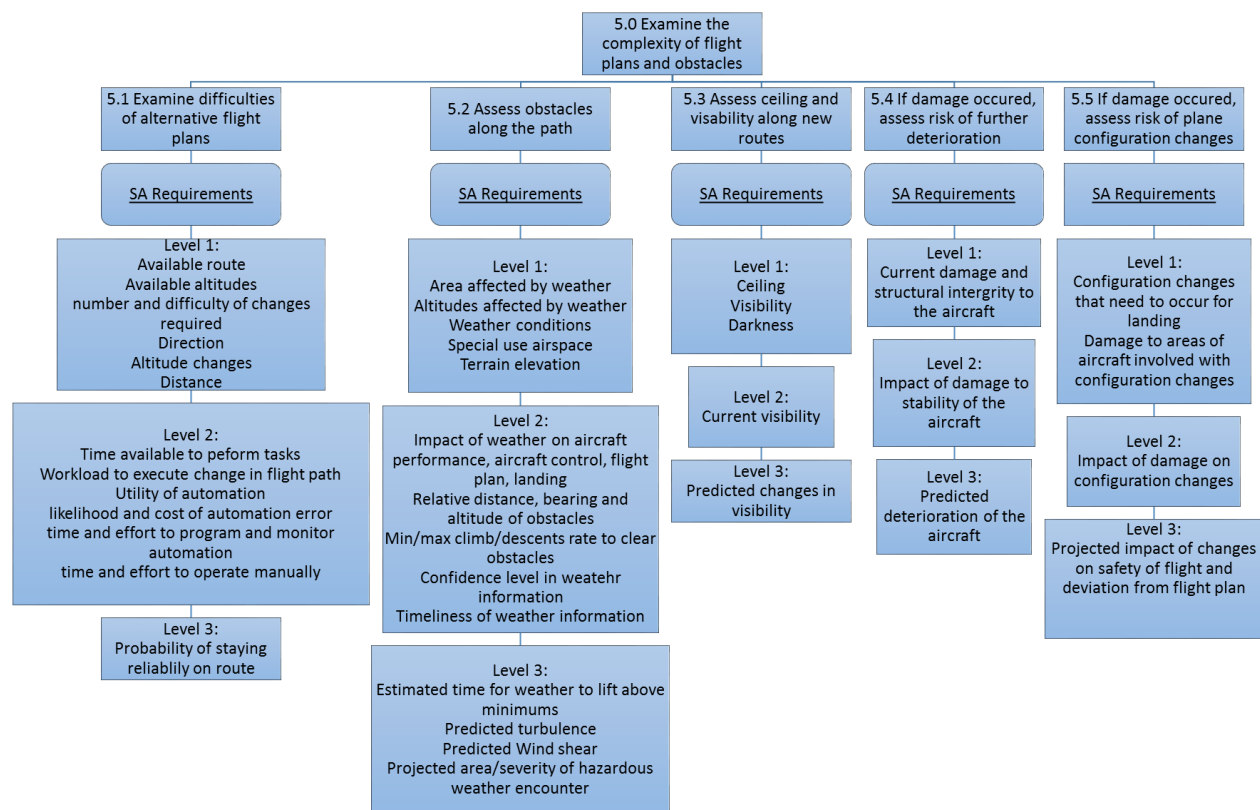 5.0 Examine the
complexity of flight
plans and obstacles
5.1 Examine difficulties
of alternative flight
plans
SA Requirements
Level 1:
Available route
Available altitudes
number and difficulty of changes
required
Direction
Altitude changes
Distance
Level 2:
Time available to peform tasks
Workload to execute change in flight path
Utility of automation
likelihood and cost of automation error
time and effort to program and monitor
automation
time and effort to operate manually
Level 3:
Probability of staying
reliablily on route
5.2 Assess obstacles
along the path
SA Requirements
Level 1:
Area affected by weather
Altitudes affected by weather
Weather conditions
Special use airspace
Terrain elevation
Level 2:
Impact of weather on aircraft
performance, aircraft control, flight
plan, landing
Relative distance, bearing and
altitude of obstacles
Min/max climb/descents rate to clear
obstacles
Confidence level in weatehr
information
Timeliness of weather information
Level 3:
Estimated time for weather to lift above
minimums
Predicted turbulence
Predicted Wind shear
Projected area/severity of hazardous
weather encounter
5.3 Assess ceiling and
visability along new
routes
SA Requirements
Level 1:
Ceiling
Visibility
Darkness
Level 2:
Current visibility
Level 3:
Predicted changes in
visibility
5.4 If damage occured,
assess risk of further
deterioration
SA Requirements
Level 1:
Current damage and
structural intergrity to
the aircraft
Level 2:
Impact of damage to
stability of the
aircraft
Level 3:
Predicted
deterioration of the
aircraft
5.5 If damage occured,
assess risk of plane
configuration changes
SA Requirements
Level 1:
Configuration changes
that need to occur for
landing
Damage to areas of
aircraft involved with
configuration changes
Level 2:
Impact of damage on
configuration changes
Level 3:
Projected impact of changes
on safety of flight and
deviation from flight plan